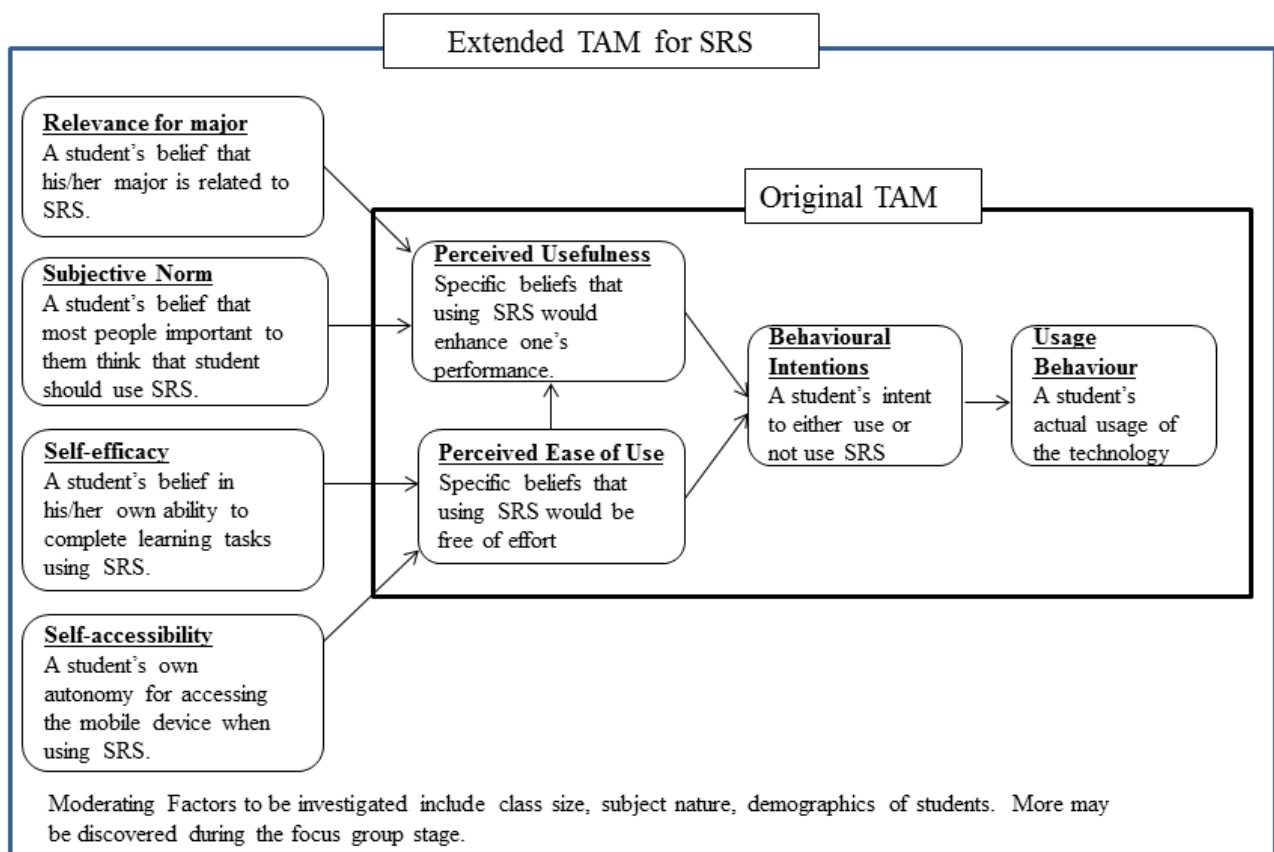 Extended TAM for SRS
Relevance for major
A student's belief that
his/her major is related to
SRS.
Subjective Norm
A student's belief that
most people important to
them think that student
should use SRS.
Self-efficacy
A student's belief in
his/her own ability to
complete learning tasks
using SRS.
Self-accessibility
A student's own
autonomy for accessing
the mobile device when
using SRS.
Original TAM
Perceived Usefulness
Specific beliefs that
using SRS would
enhance one's
performance.
Perceived Ease of Use
Specific beliefs that
using SRS would be
free of effort
Behavioural
Intentions
A student's intent
to either use or
not use SRS
Usage
Behaviour
A student's
actual usage of
the technology
Moderating Factors to be investigated include class size, subject nature, demographics of students. More may
be discovered during the focus group stage.